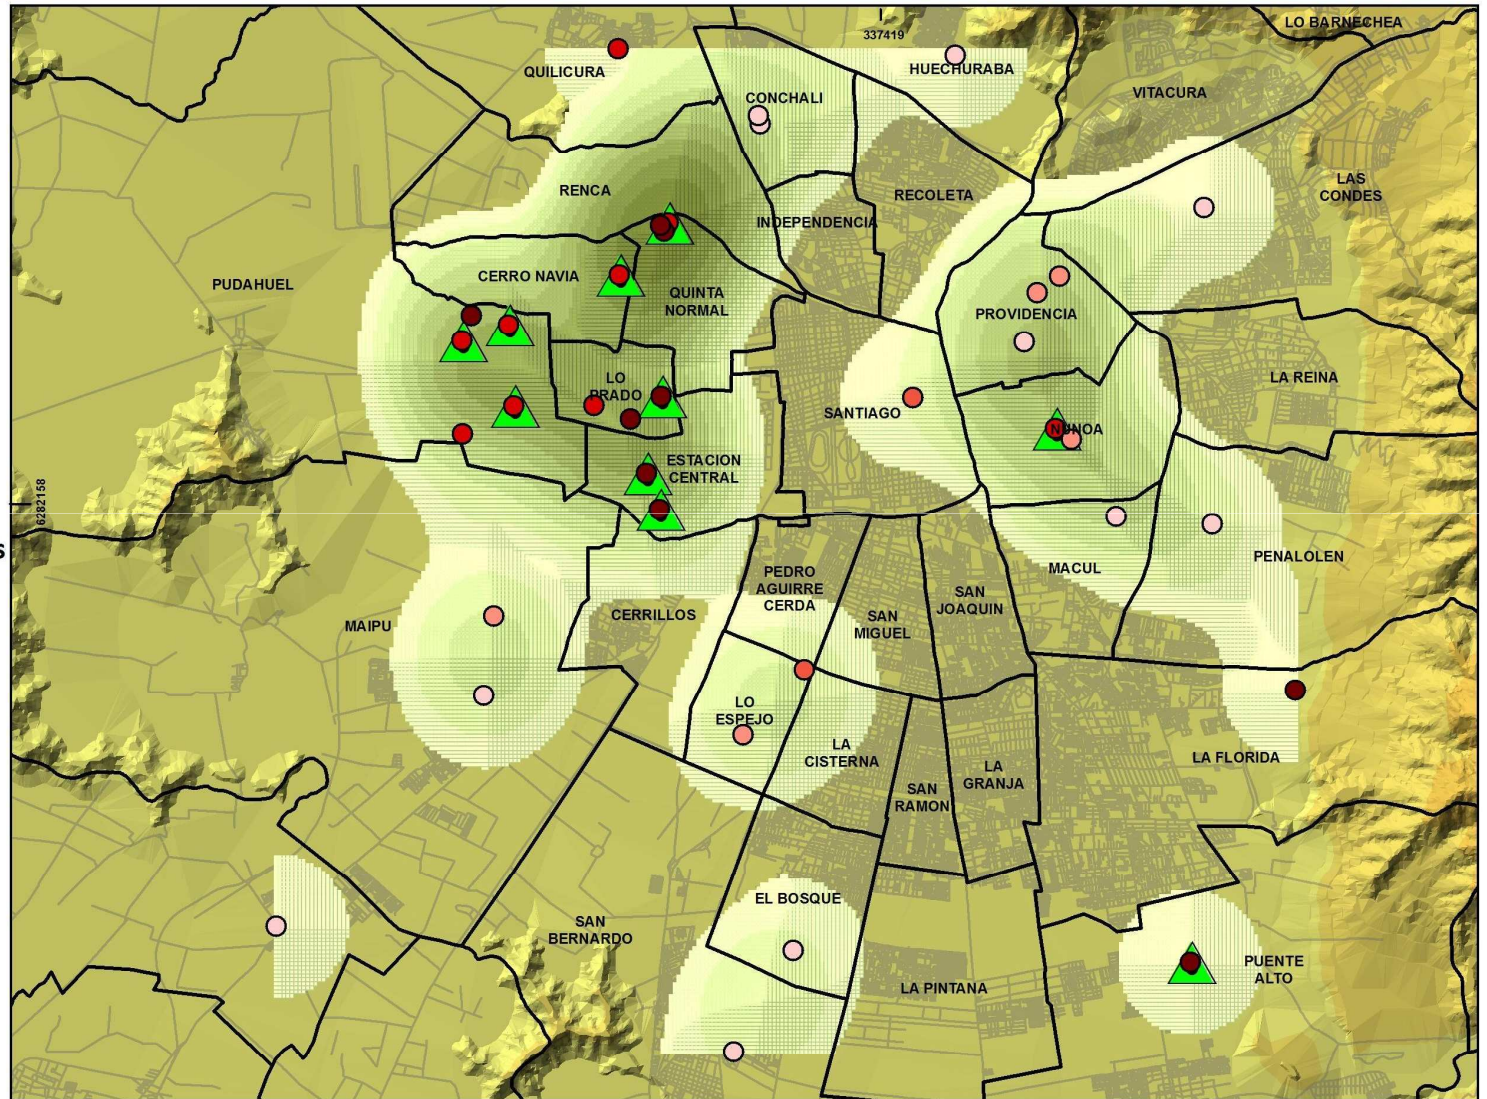 LO BARNECHEA
337419
QUILICURA
HUECHURABA
VITACURA
CONCHALI
RENCA
RECOLETA
LAS
CONDES
INDEPENDENCIA
PUDAHUEL
CERRO NAVIA
QUINTA
NORMAL
PROVIDENCIA
LO
PRADO
LA REINA
SANTIAGO
NUNOA
ESTACION
CENTRAL
6282158
S
PENALOLEN
MACUL
PEDRO
AGUIRRE
CERDA
SAN
JOAQUIN
CERRILLOS
MAIPU
SAN
MIGUEL
LO
ESPEJO
LA
CISTERNA
LA FLORIDA
LA
GRANJA
SAN
RAMON
EL BOSQUE
SAN
BERNARDO
PUENTE
ALTO
LA PINTANA